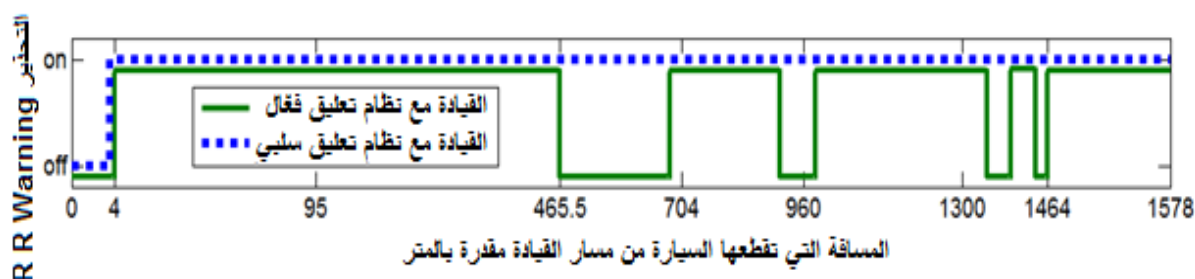 التحذير R R Warning
on
off
القيادة مع نظام تعليق فعّال
القيادة مع نظام تعليق سلبي
0 4 95 465.5 704 960 1300 1464 1578
المسافة التي تقطعها السيارة من مسار القيادة مقدرة بالمتر